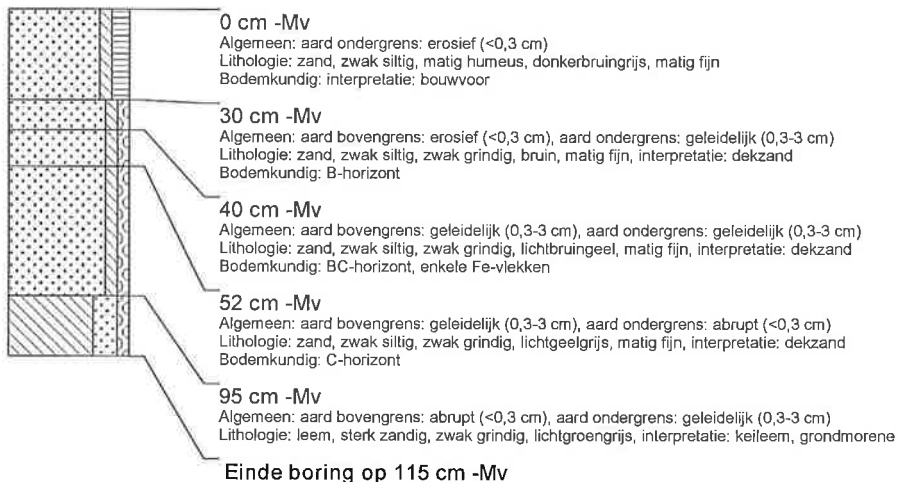 0 cm -Mv
Algemeen: aard ondergrens: erosief (<0,3 cm)
Lithologie: zand, zwak siltig, matig humeus, donkerbruingrijs, matig fijn
Bodemkundig: interpretatie: bouwvoor
30 cm -Mv
Algemeen: aard bovengrens: erosief (<0,3 cm), aard ondergrens: geleidelijk (0,3-3 cm)
Lithologie: zand, zwak siltig, zwak grindig, bruin, matig fijn, interpretatie: dekzand
Bodemkundig: B-horizont
40 cm -Mv
Algemeen: aard bovengrens: geleidelijk (0,3-3 cm), aard ondergrens: geleidelijk (0,3-3 cm)
Lithologie: zand, zwak siltig, zwak grindig, lichtbruingeel, matig fijn, interpretatie: dekzand
Bodemkundig: BC-horizont, enkele Fe-vlekken
52 cm -Mv
Algemeen: aard bovengrens: geleidelijk (0,3-3 cm), aard ondergrens: abrupt (<0,3 cm)
Lithologie: zand, zwak siltig, zwak grindig, lichtgeelgrijs, matig fijn, interpretatie: dekzand
Bodemkundig: C-horizont
95 cm -Mv
Algemeen: aard bovengrens: abrupt (<0,3 cm), aard ondergrens: geleidelijk (0,3-3 cm)
Lithologie: leem, sterk zandig, zwak grindig, lichtgroengrijs, interpretatie: keileem, grondmorene
Einde boring op 115 cm -Mv